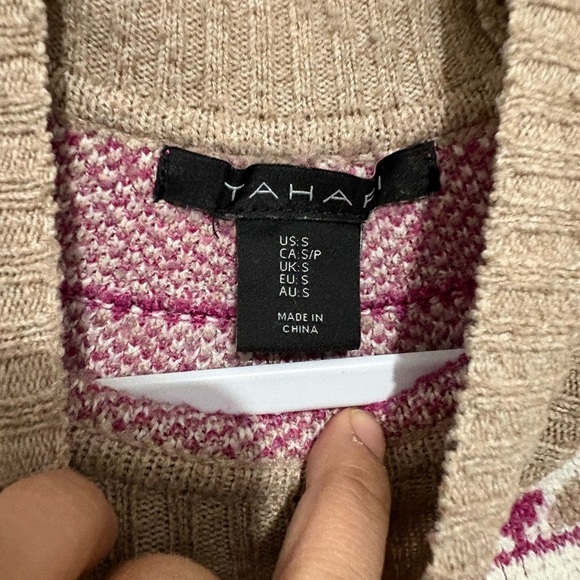 TAHARI
US:S
CA:S/P
UK:S
EU:S
AU:S
MADE IN
CHINA